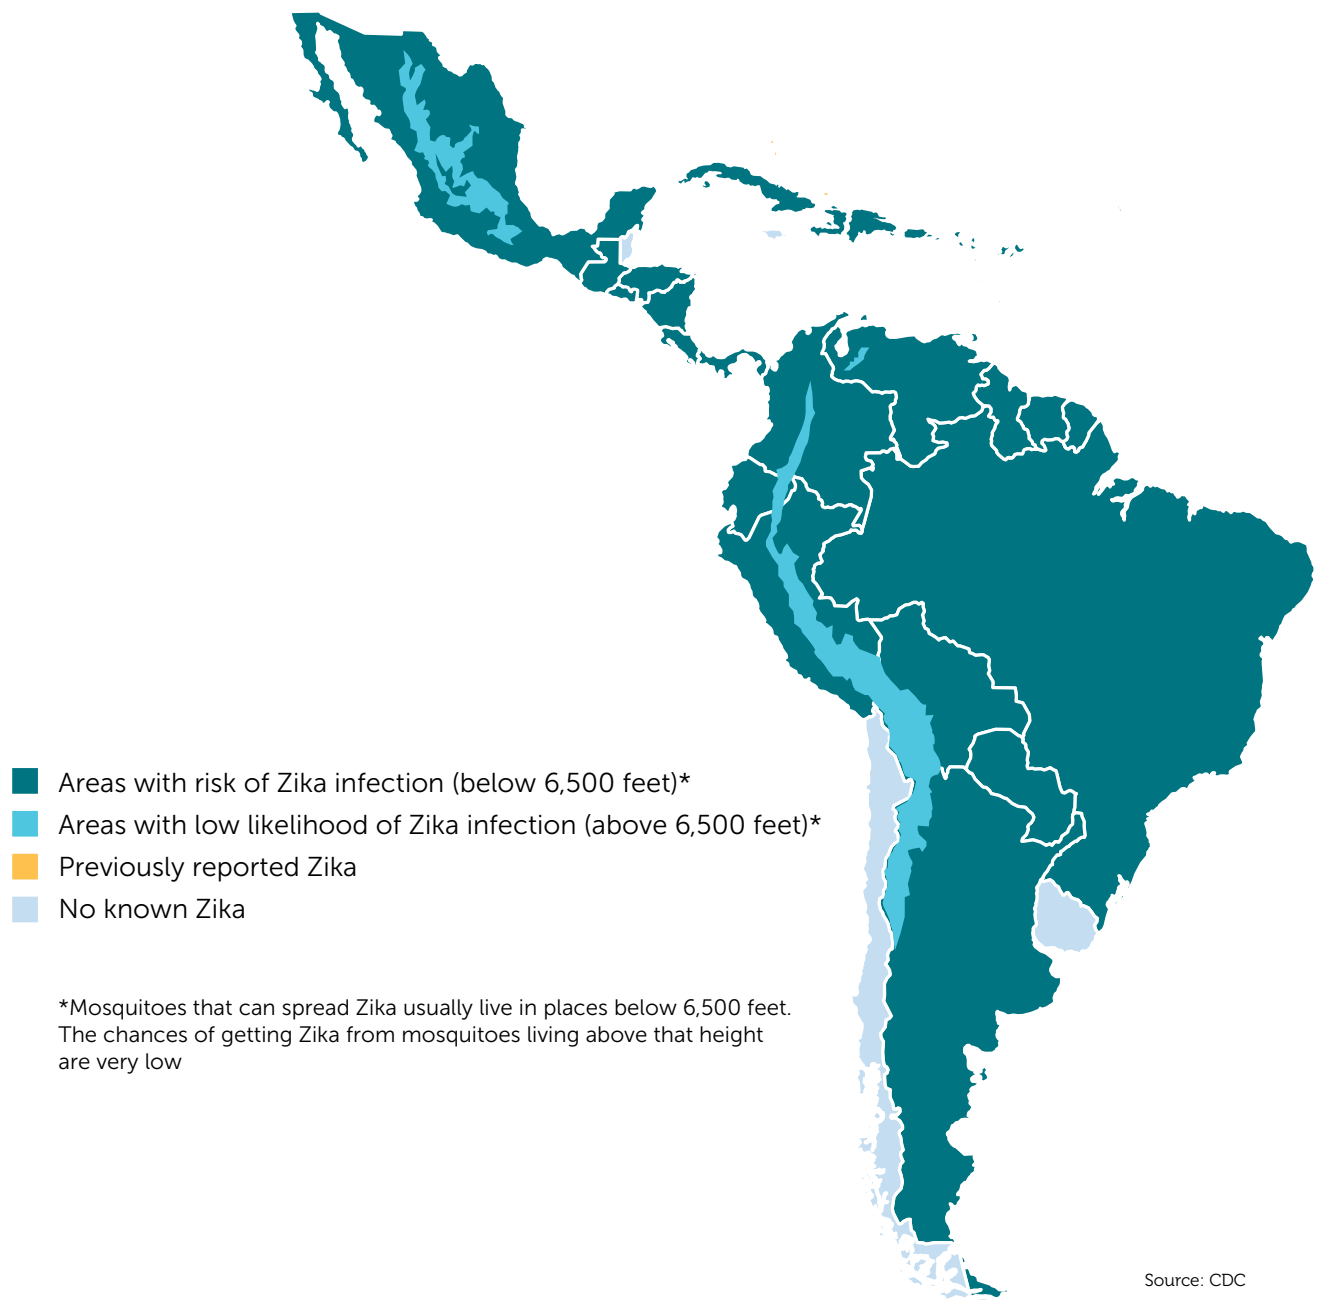 Areas with risk of Zika infection (below 6,500 feet)*
Areas with low likelihood of Zika infection (above 6,500 feet)*
Previously reported Zika
No known Zika
*Mosquitoes that can spread Zika usually live in places below 6,500 feet.
The chances of getting Zika from mosquitoes living above that height
are very low
Source: CDC